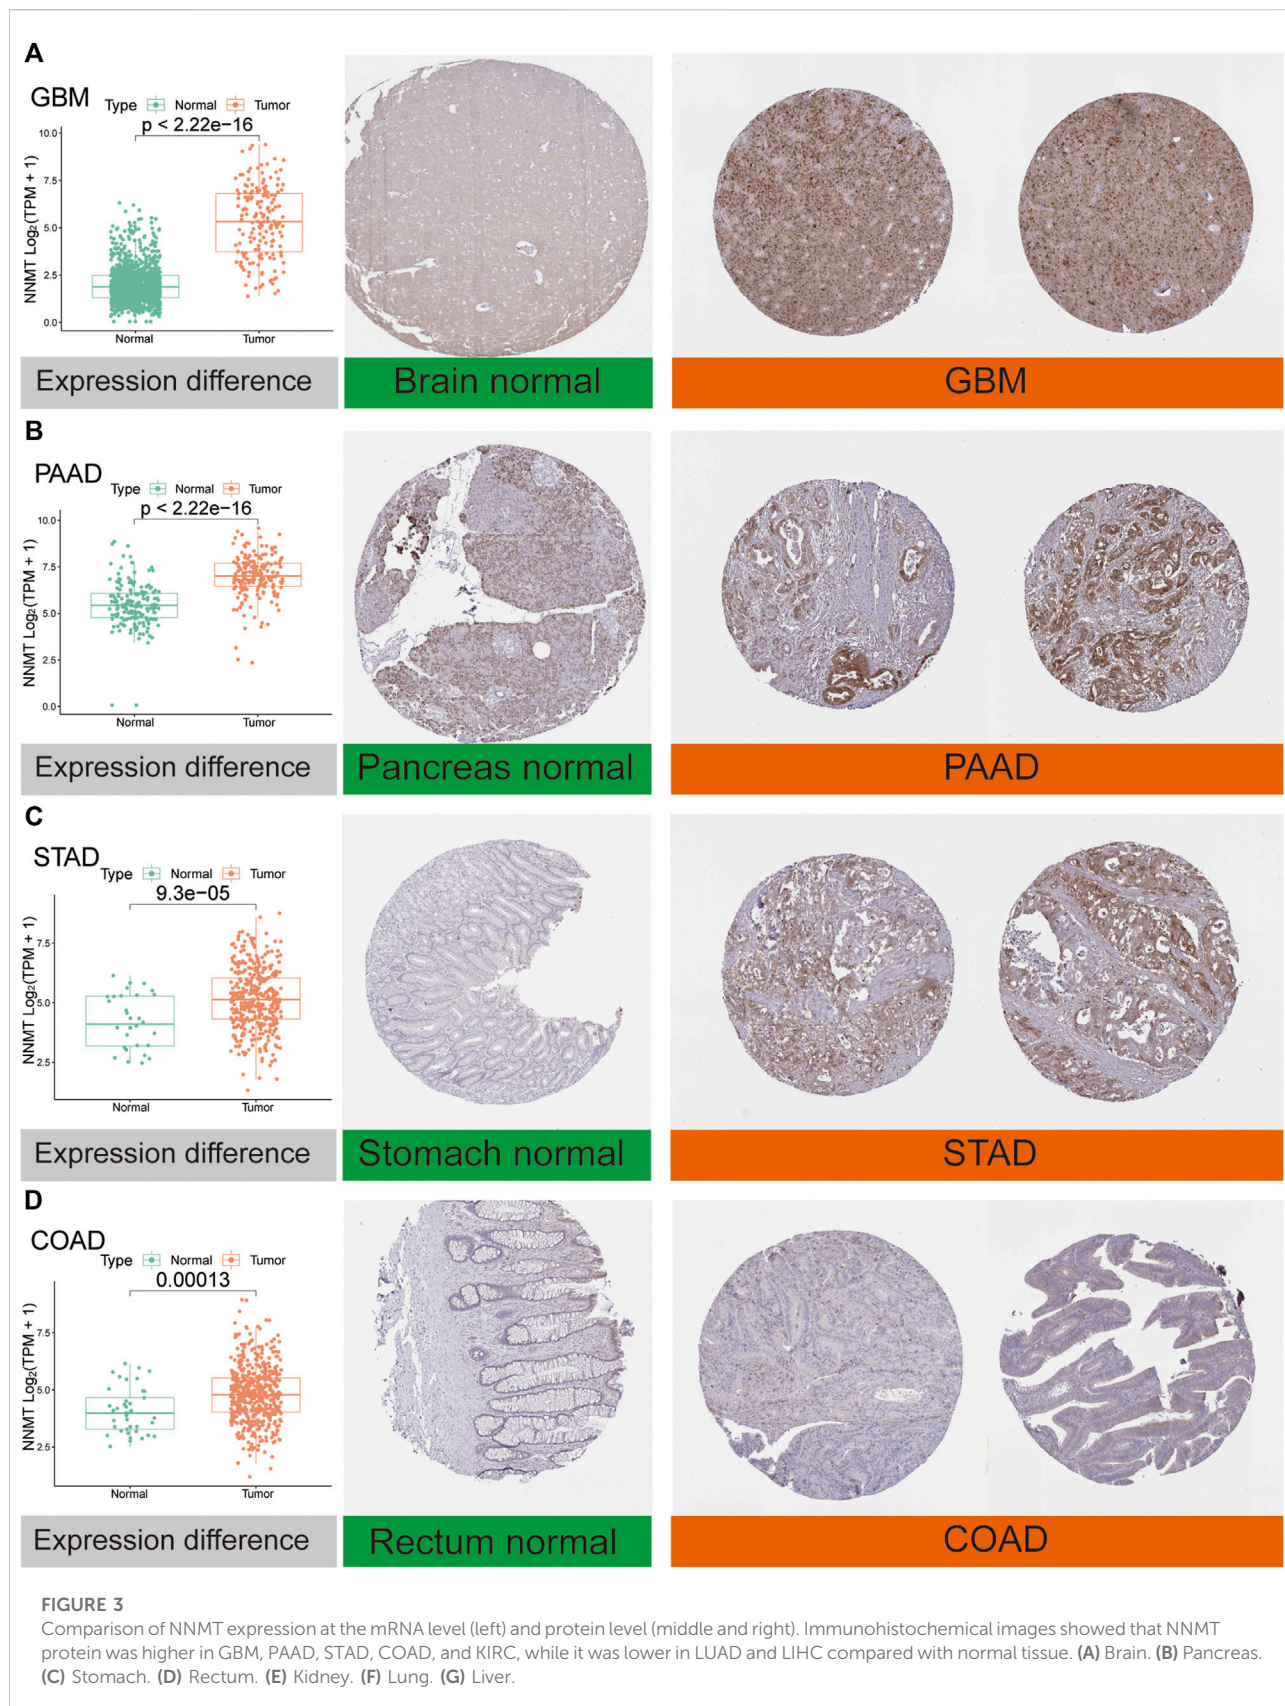 A
GBM
Type Normal Tumor
p < 2.22e−16
NNMT Log2(TPM + 1)
10.0
7.5
5.0
2.5
0.0
Normal Tumor
Expression difference Brain normal GBM
B
PAAD
Type Normal Tumor
p < 2.22e−16
NNMT Log2(TPM + 1)
10.0
7.5
5.0
2.5
0.0
Normal Tumor
Expression difference Pancreas normal PAAD
C
STAD
Type Normal Tumor
9.3e−05
NNMT Log2(TPM + 1)
7.5
5.0
2.5
Normal Tumor
Expression difference Stomach normal STAD
D
COAD
Type Normal Tumor
0.00013
NNMT Log2(TPM + 1)
7.5
5.0
2.5
Normal Tumor
Expression difference Rectum normal COAD
FIGURE 3
Comparison of NNMT expression at the mRNA level (left) and protein level (middle and right). Immunohistochemical images showed that NNMT
protein was higher in GBM, PAAD, STAD, COAD, and KIRC, while it was lower in LUAD and LIHC compared with normal tissue. (A) Brain. (B) Pancreas.
(C) Stomach. (D) Rectum. (E) Kidney. (F) Lung. (G) Liver.